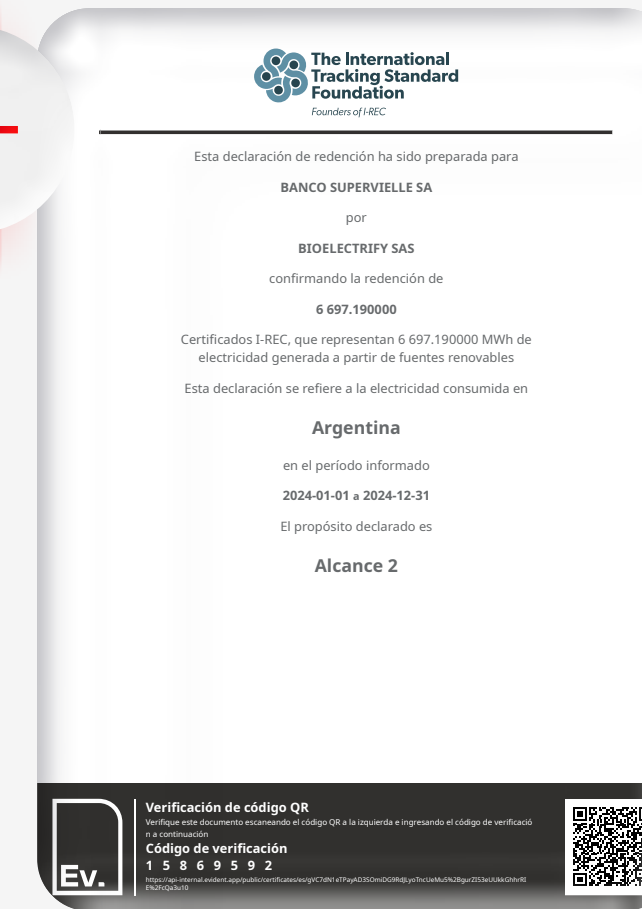 The International
Tracking Standard
Foundation
Founders of I-REC
Esta declaración de redención ha sido preparada para
BANCO SUPERVIELLE SA
por
BIOELECTRIFY SAS
confirmando la redención de
6 697.190000
Certificados I-REC, que representan 6 697.190000 MWh de
electricidad generada a partir de fuentes renovables
Esta declaración se refiere a la electricidad consumida en
Argentina
en el período informado
2024-01-01 a 2024-12-31
El propósito declarado es
Alcance 2
Ev.
Verificación de código QR
Verifique este documento escaneando el código QR a la izquierda e ingresando el código de verificació
n a continuación
Código de verificación
1 5 8 6 9 5 9 2